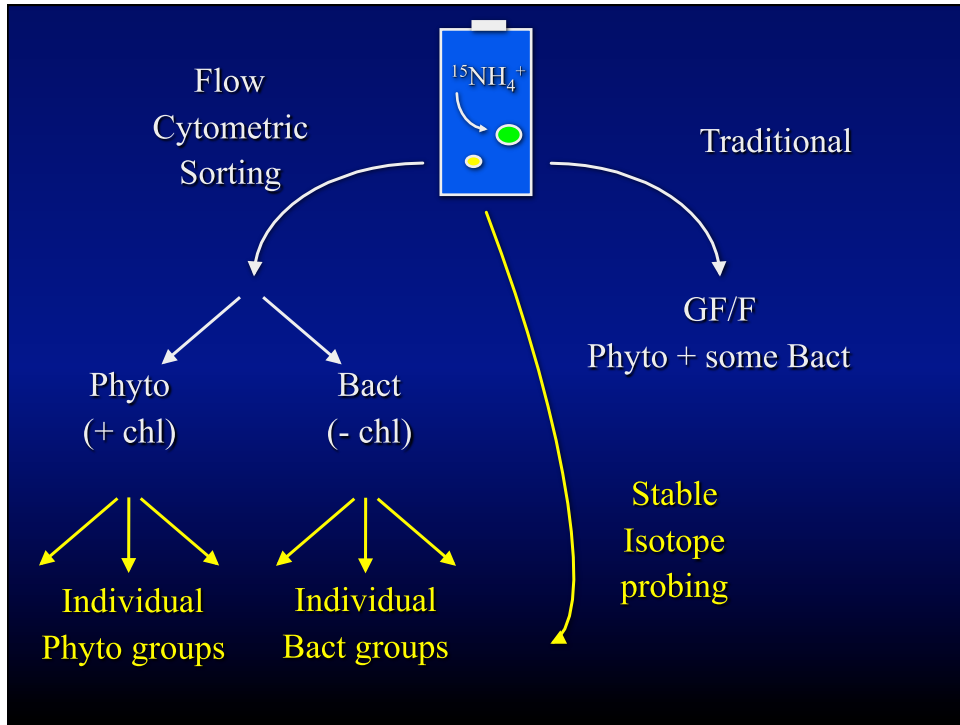 ¹⁵NH₄⁺
Flow
Cytometric
Sorting
Traditional
GF/F
Phyto + some Bact
Phyto
(+ chl)
Bact
(- chl)
Stable
Isotope
probing
Individual
Phyto groups
Individual
Bact groups